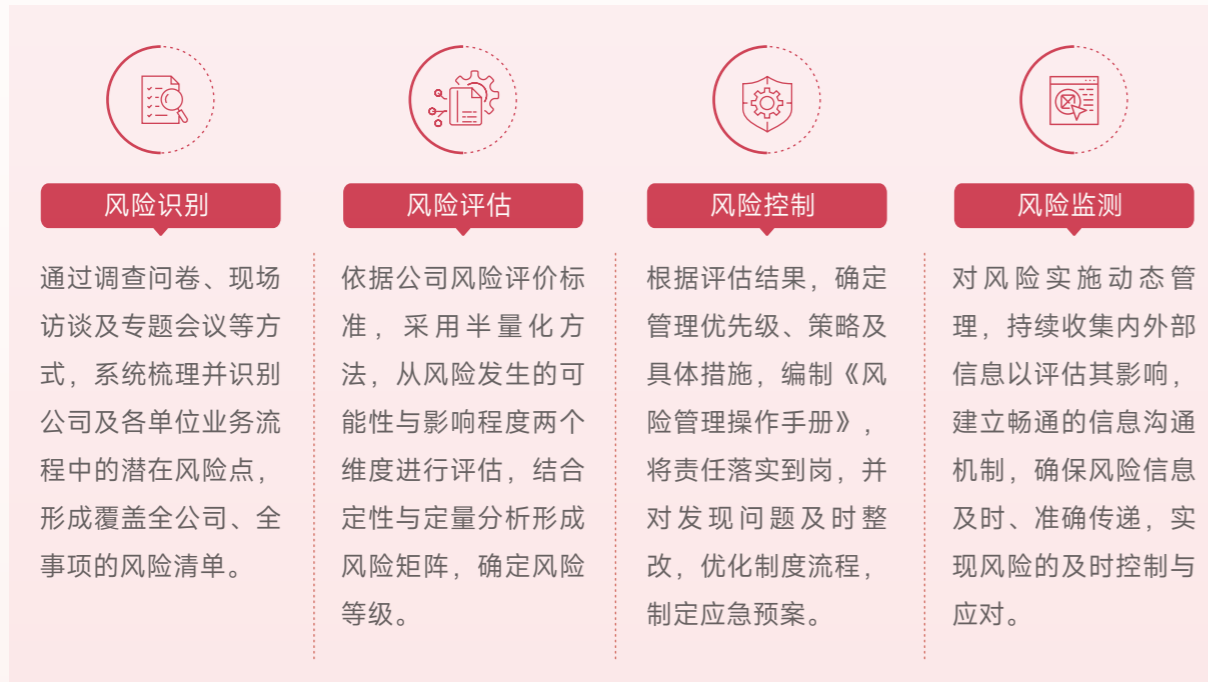 风险识别
通过调查问卷、现场
访谈及专题会议等方
式，系统梳理并识别
公司及各单位业务流
程中的潜在风险点，
形成覆盖全公司、全
事项的风险清单。
风险评估
依据公司风险评价标
准，采用半量化方
法，从风险发生的可
能性与影响程度两个
维度进行评估，结合
定性与定量分析形成
风险矩阵，确定风险
等级。
风险控制
根据评估结果，确定
管理优先级、策略及
具体措施，编制《风
险管理操作手册》，
将责任落实到岗，并
对发现问题及时整
改，优化制度流程，
制定应急预案。
风险监测
对风险实施动态管
理，持续收集内外部
信息以评估其影响，
建立畅通的信息沟通
机制，确保风险信息
及时、准确传递，实
现风险的及时控制与
应对。